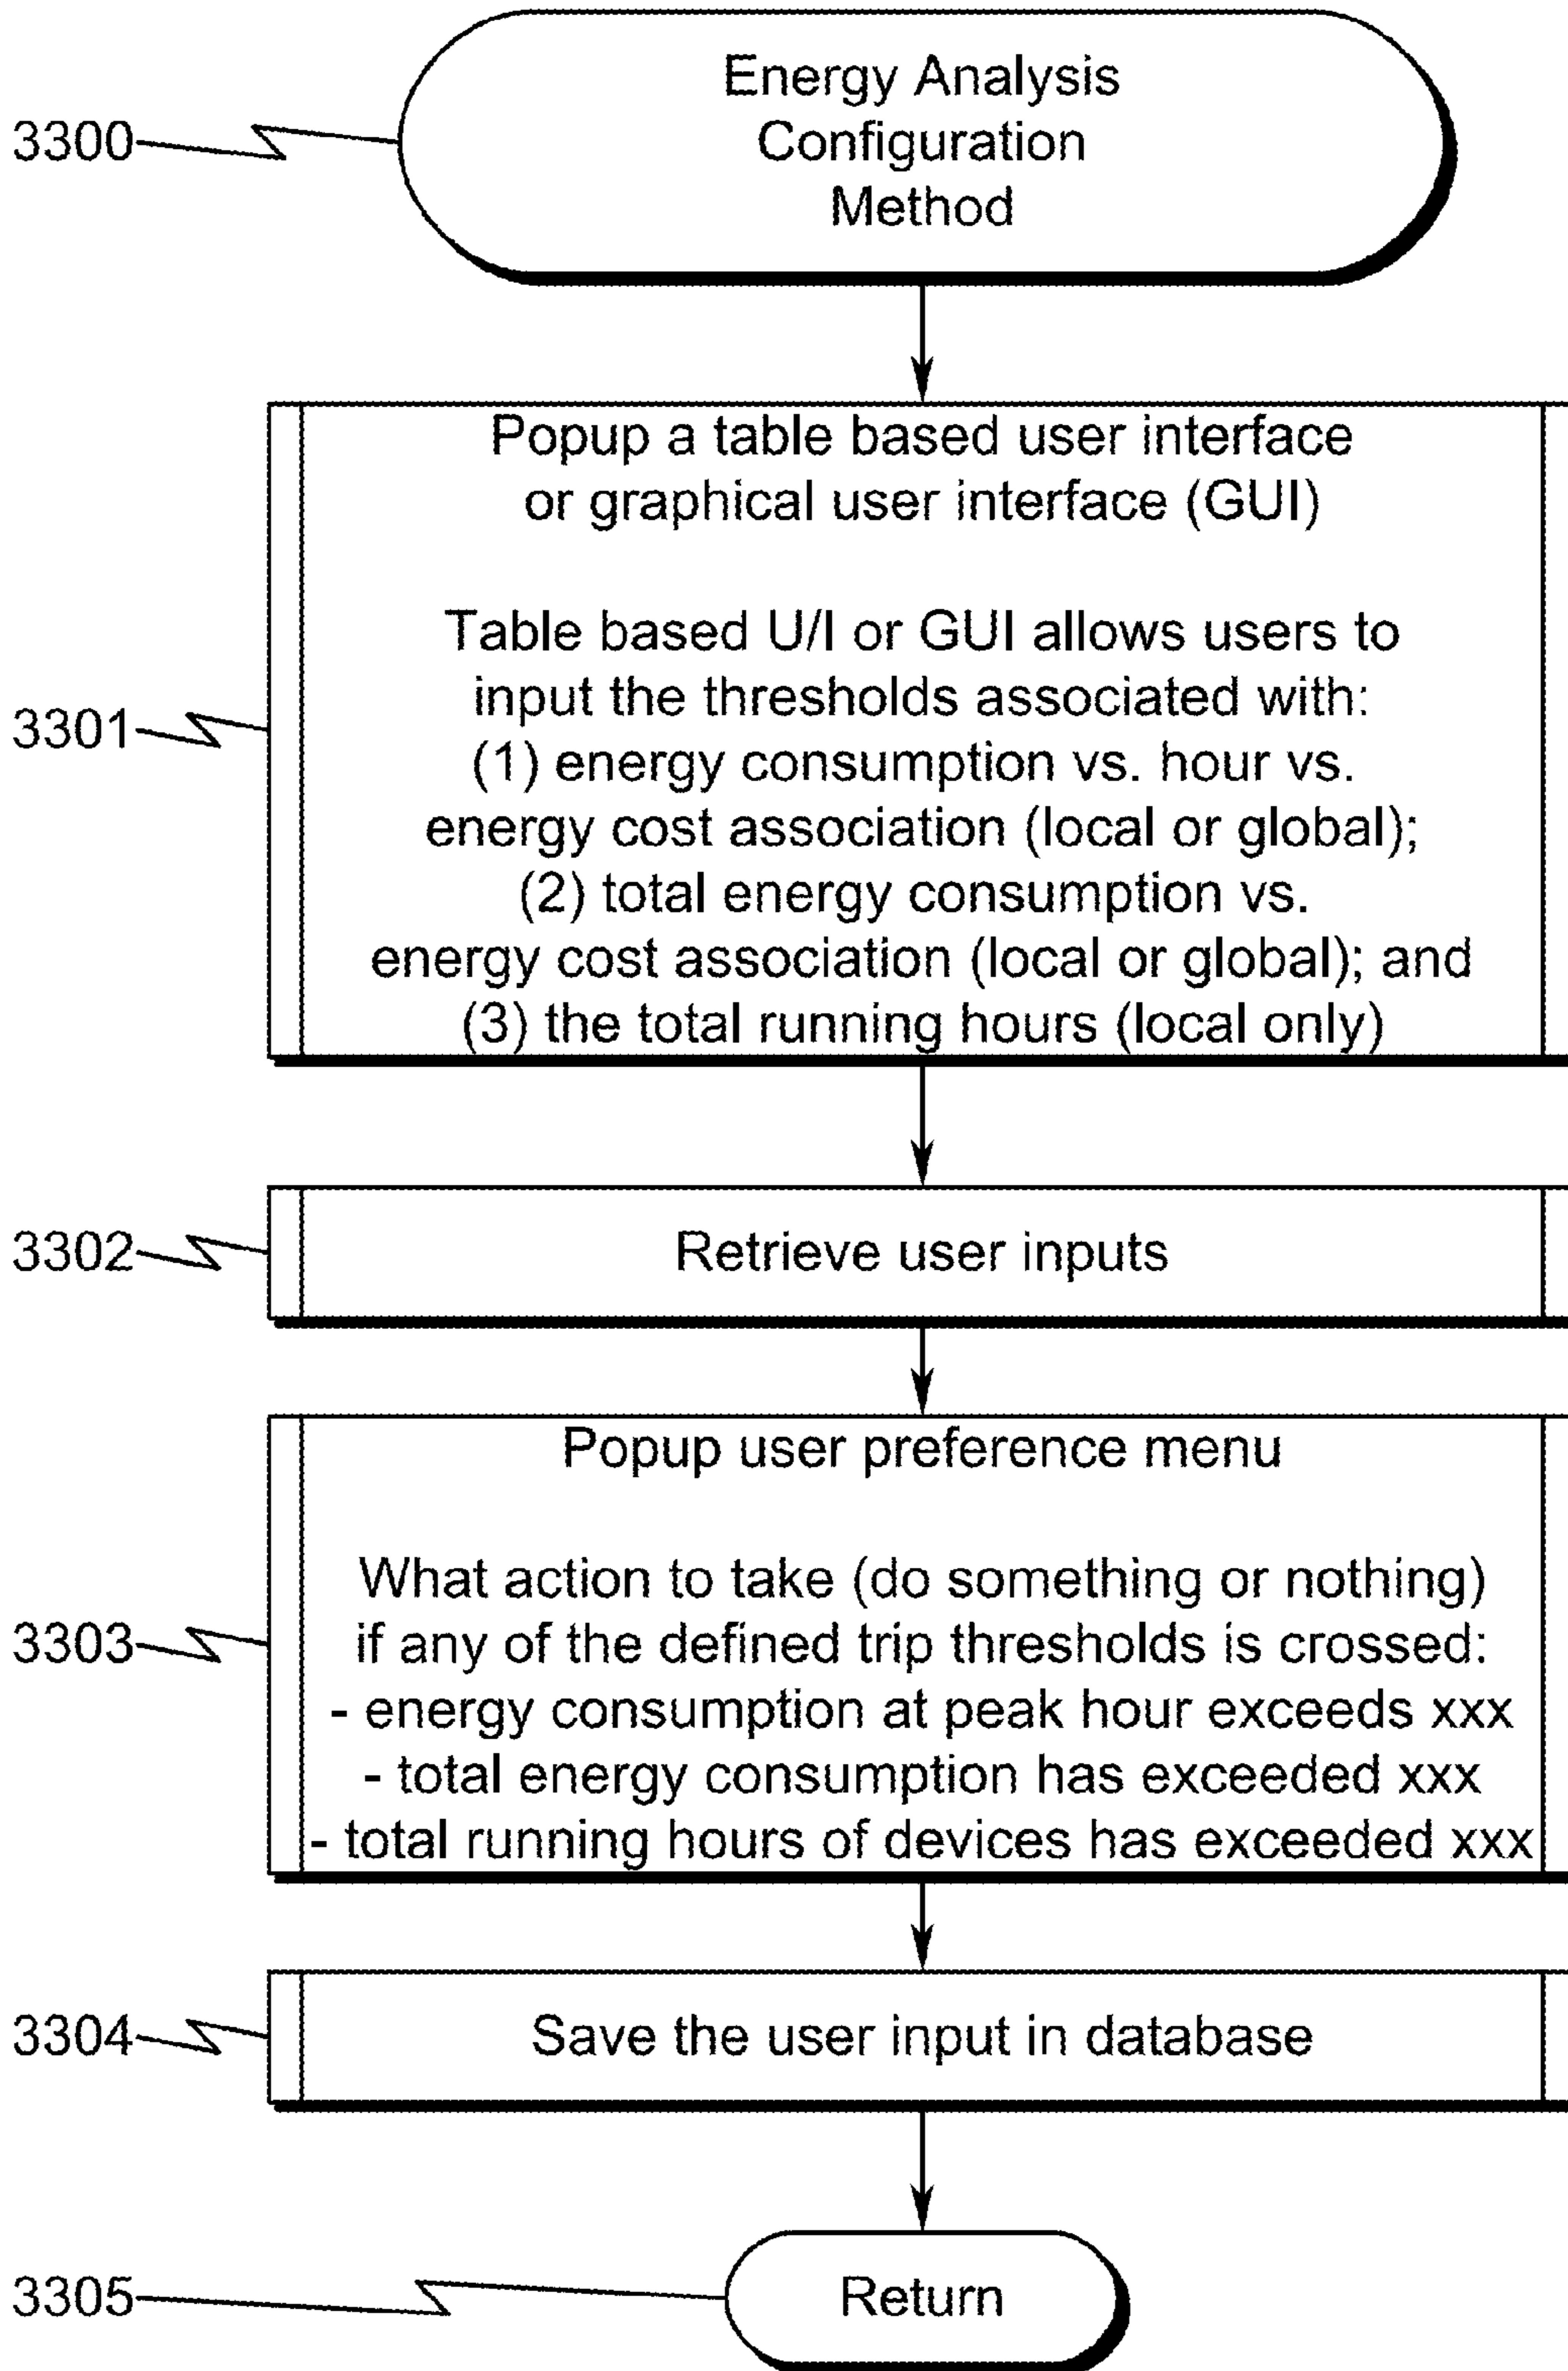 3300
Energy Analysis
Configuration
Method
3301
Popup a table based user interface
or graphical user interface (GUI)
Table based U/I or GUI allows users to
input the thresholds associated with:
(1) energy consumption vs. hour vs.
energy cost association (local or global);
(2) total energy consumption vs.
energy cost association (local or global); and
(3) the total running hours (local only)
3302
Retrieve user inputs
3303
Popup user preference menu
What action to take (do something or nothing)
if any of the defined trip thresholds is crossed:
- energy consumption at peak hour exceeds xxx
- total energy consumption has exceeded xxx
- total running hours of devices has exceeded xxx
3304
Save the user input in database
3305
Return